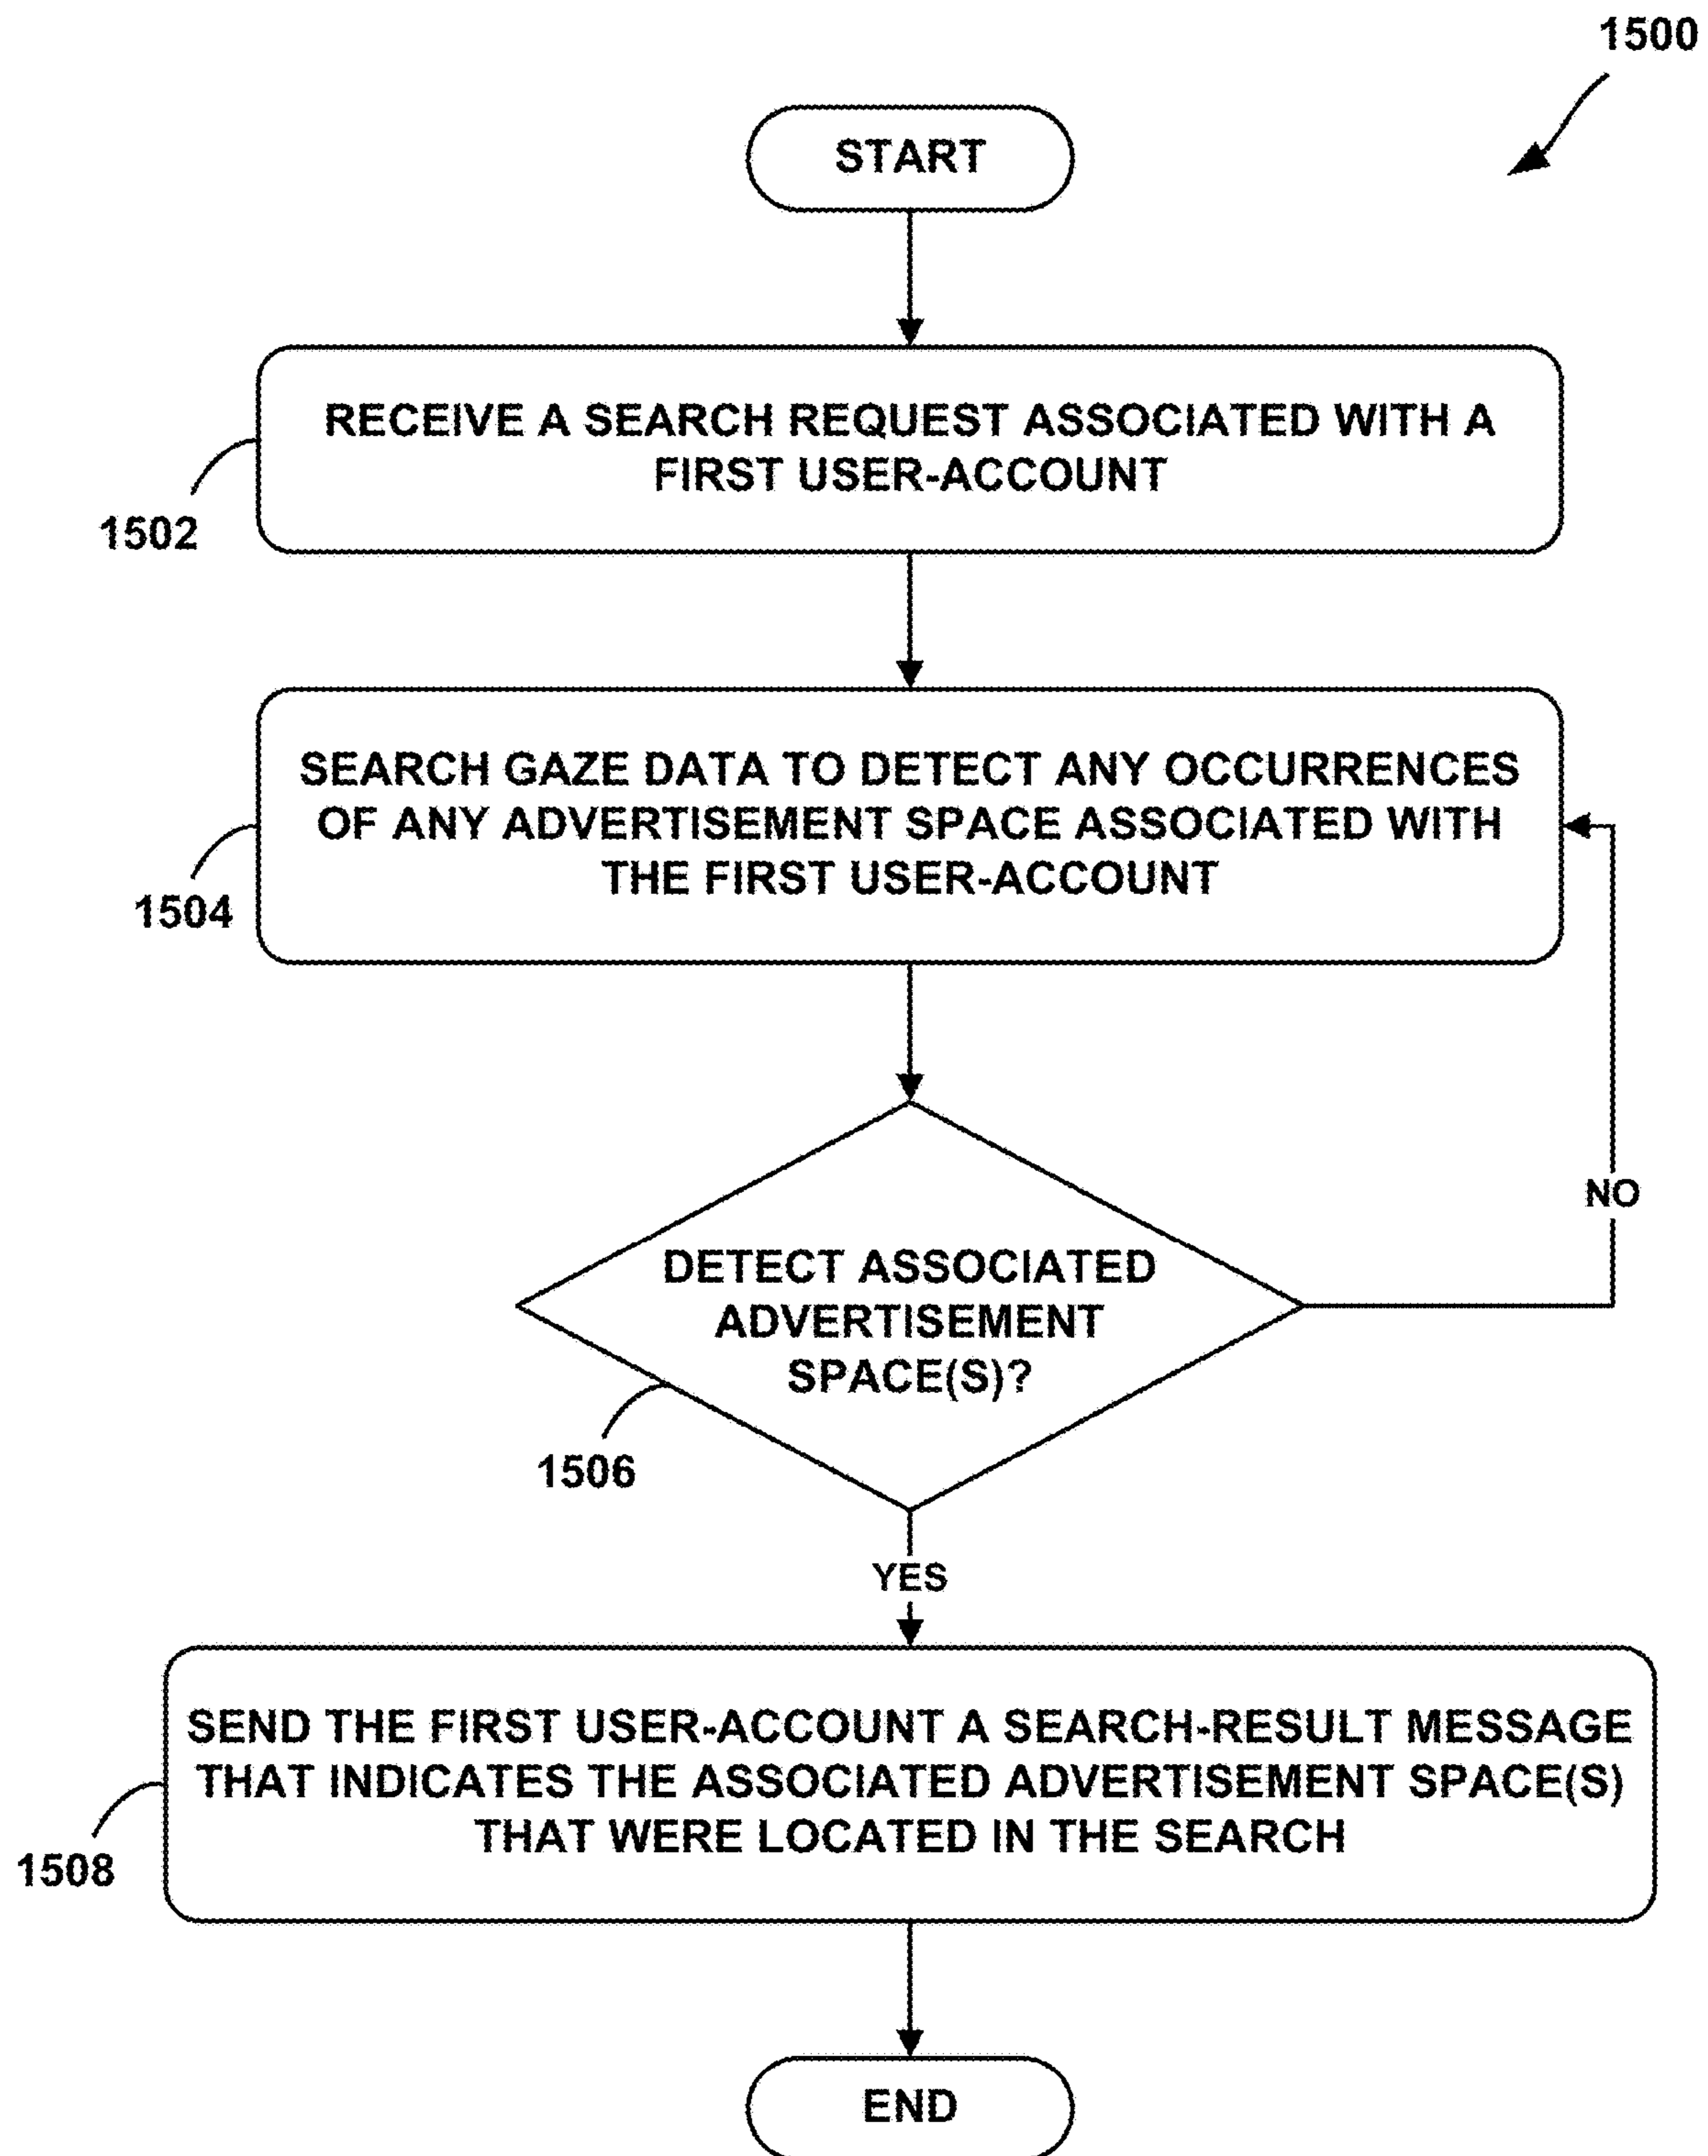 1500
START
RECEIVE A SEARCH REQUEST ASSOCIATED WITH A
FIRST USER-ACCOUNT
1502
SEARCH GAZE DATA TO DETECT ANY OCCURRENCES
OF ANY ADVERTISEMENT SPACE ASSOCIATED WITH
THE FIRST USER-ACCOUNT
1504
NO
DETECT ASSOCIATED
ADVERTISEMENT
SPACE(S)?
1506
YES
SEND THE FIRST USER-ACCOUNT A SEARCH-RESULT MESSAGE
THAT INDICATES THE ASSOCIATED ADVERTISEMENT SPACE(S)
THAT WERE LOCATED IN THE SEARCH
1508
END